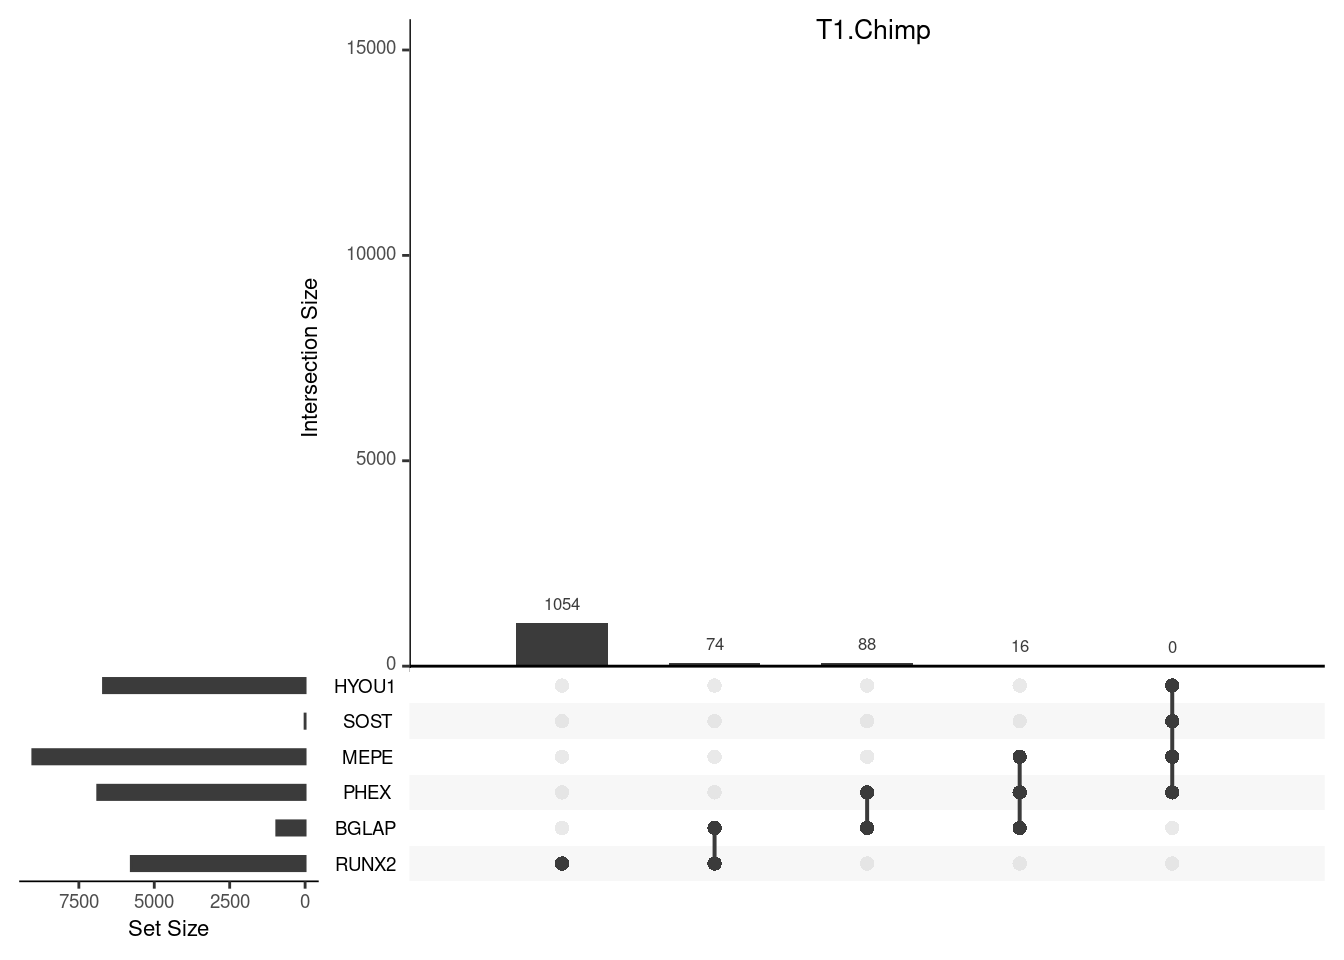 T1.Chimp
15000
10000
5000
0
Intersection Size
1054
74
88
16
0
HYOU1
SOST
MEPE
PHEX
BGLAP
RUNX2
7500 5000 2500 0
Set Size